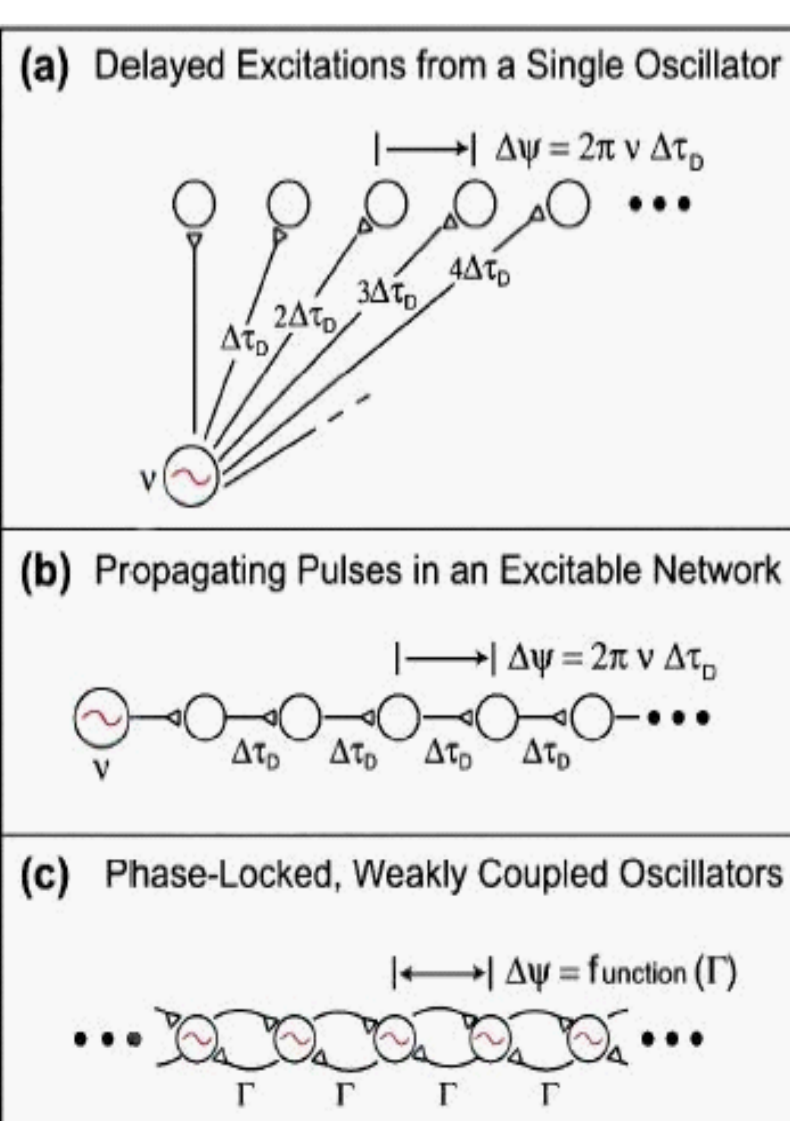 (a) Delayed Excitations from a Single Oscillator
Δψ = 2π ν Δτ_D
4Δτ_D
3Δτ_D
2Δτ_D
Δτ_D
ν
(b) Propagating Pulses in an Excitable Network
Δψ = 2π ν Δτ_D
Δτ_D Δτ_D Δτ_D Δτ_D
ν
(c) Phase-Locked, Weakly Coupled Oscillators
Δψ = function (Γ)
Γ Γ Γ Γ